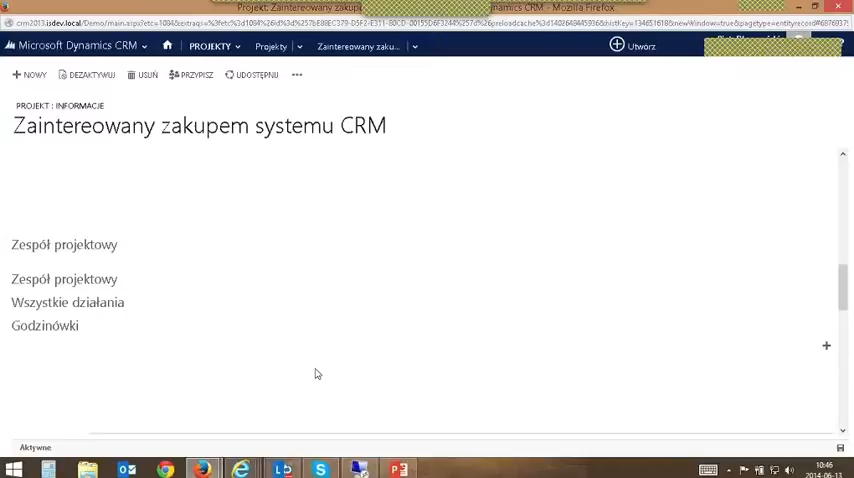 Projekt: Zaintereowany zakup
ynamics CRM - Mozilla Firefox
Microsoft Dynamics CRM
PROJEKTY
Projekty
Zaintereowany zaku...
Utwórz
NOWY
DEZAKTYWUJ
USUŃ
PRZYPISZ
UDOSTĘPNIJ
PROJEKT : INFORMACJE
Zaintereowany zakupem systemu CRM
Zespół projektowy
Zespół projektowy
Wszystkie działania
Godzinówki
Aktywne
10:46
2014-06-13